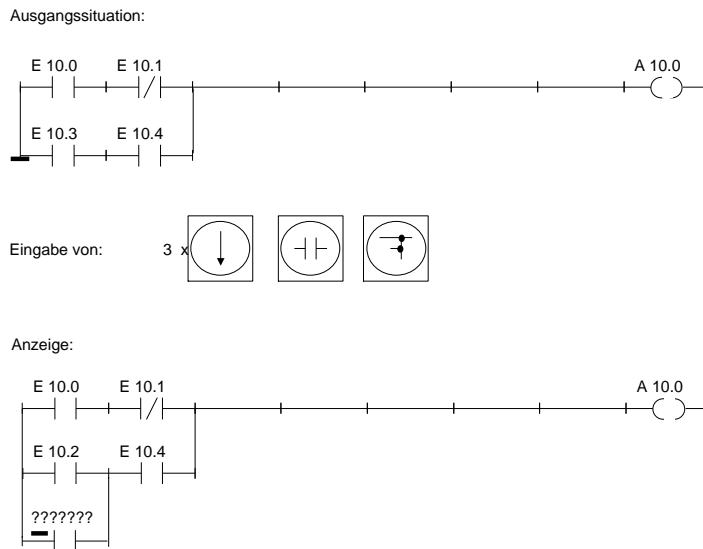 Ausgangssituation:
E 10.0 E 10.1 A 10.0
E 10.3 E 10.4
Eingabe von: 3 x
Anzeige:
E 10.0 E 10.1 A 10.0
E 10.2 E 10.4
???????